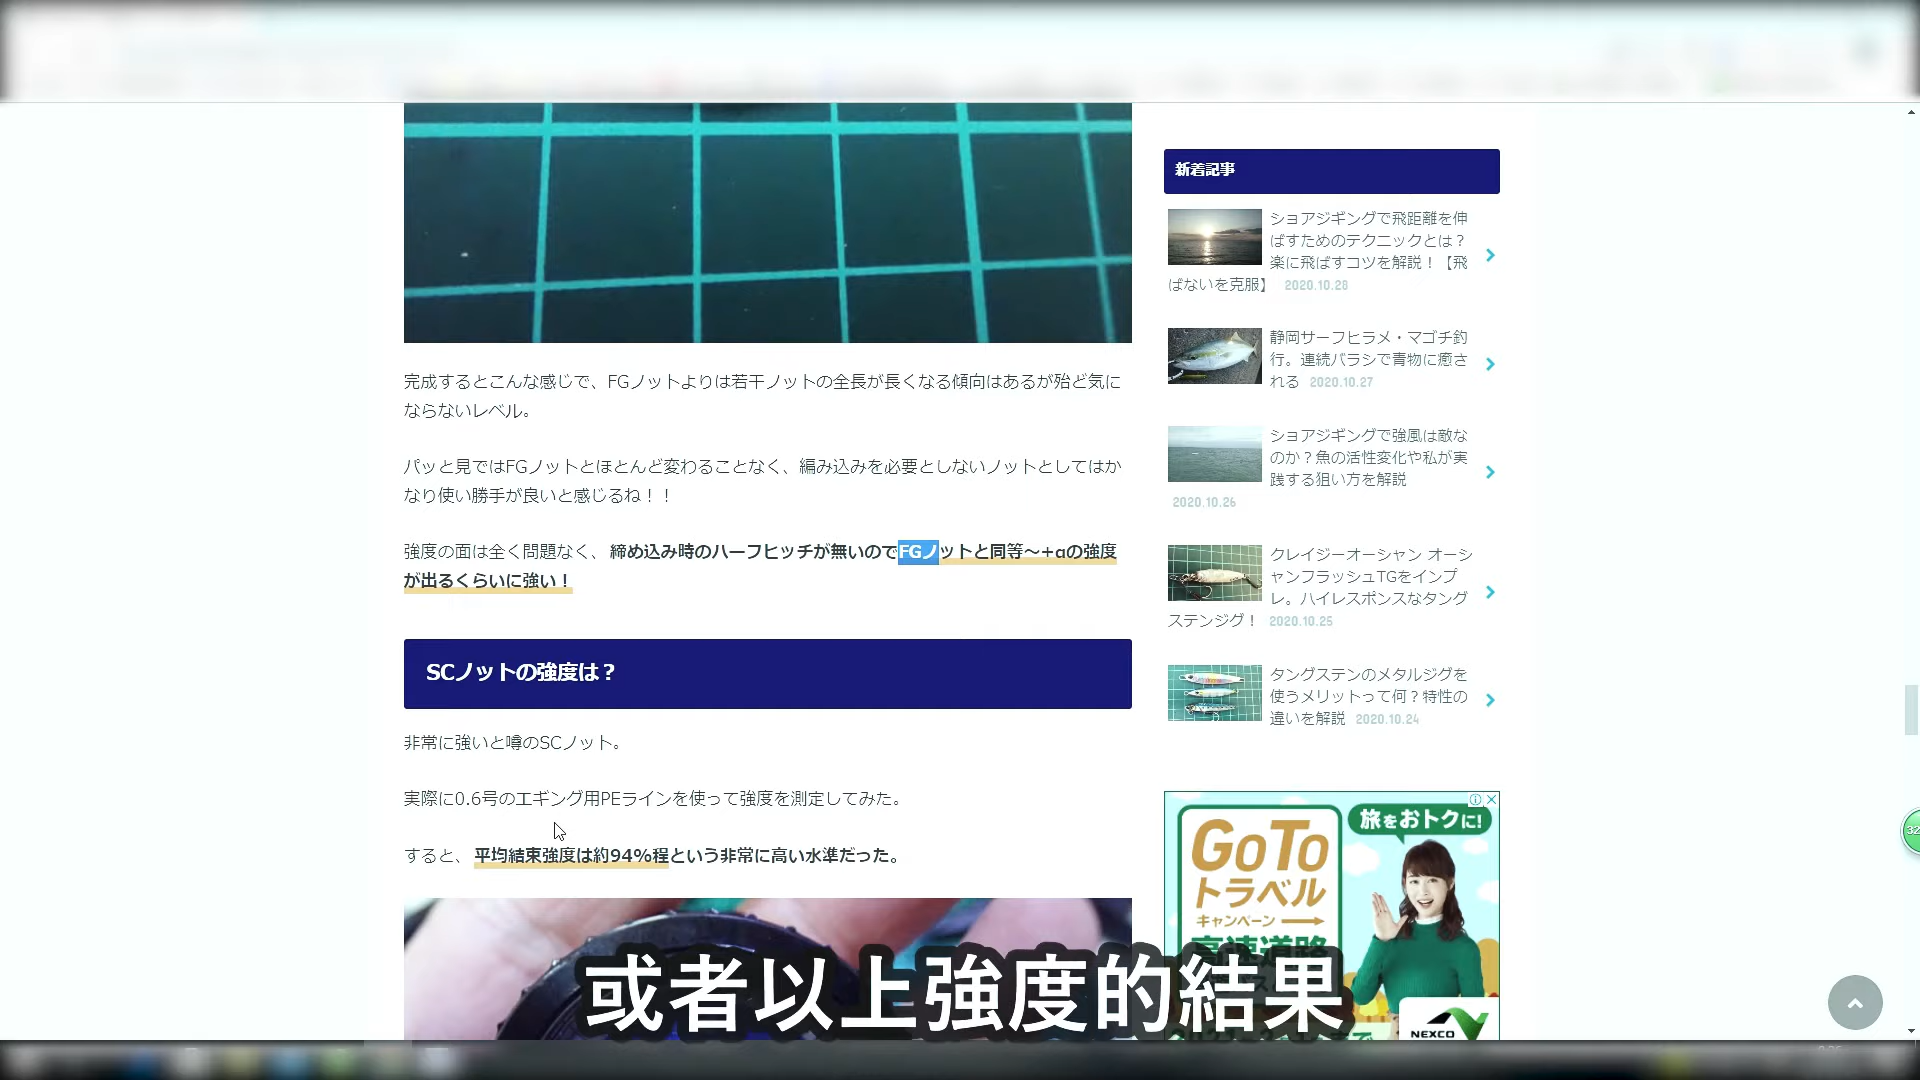 完成するとこんな感じで、FGノットよりは若干ノットの全長が長くなる傾向はあるが殆ど気に
ならないレベル。
パッと見ではFGノットとほとんど変わることなく、編み込みを必要としないノットとしてはか
なり使い勝手が良いと感じるね！！
強度の面は全く問題なく、締め込み時のハーフヒッチが無いのでFGノットと同等～+αの強度
が出るくらいに強い！
SCノットの強度は？
非常に強いと噂のSCノット。
実際に0.6号のエギング用PEラインを使って強度を測定してみた。
すると、平均結束強度は約94%程という非常に高い水準だった。
新着記事
ショアジギングで飛距離を伸
ばすためのテクニックとは？
楽に飛ばすコツを解説！【飛
ばないを克服】 2020.10.28
静岡サーフヒラメ・マゴチ釣
行。連続バラシで青物に癒さ
れる 2020.10.27
ショアジギングで強風は敵な
のか？魚の活性変化や私が実
践する狙い方を解説
2020.10.26
クレイジーオーシャン オーシ
ャンフラッシュTGをインプ
レ。ハイレスポンスなタング
ステンジグ！ 2020.10.25
タングステンのメタルジグを
使うメリットって何？特性の
違いを解説 2020.10.24
旅をおトクに!
GoTo
トラベル
キャンペーン
高速道路
NEXCO
32
或者以上強度的結果